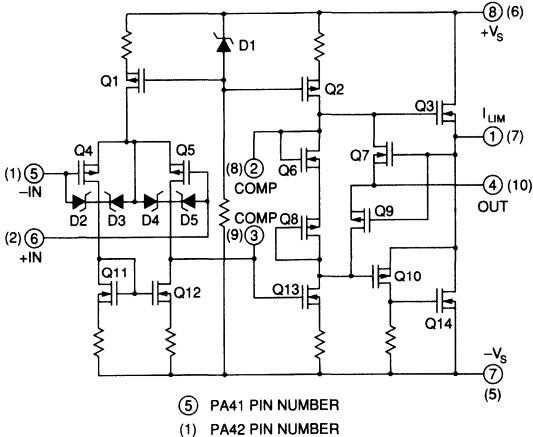 8 (6)
+VS
D1
Q1
Q2
Q3
ILIM
1 (7)
Q4
Q5
Q7
(8) 2
COMP
Q6
4 (10)
OUT
(1) 5
–IN
D2 D3 D4 D5
COMP
(9) 3
Q8
Q9
(2) 6
+IN
Q11
Q12
Q13
Q10
Q14
–VS
7
(5)
5 PA41 PIN NUMBER
(1) PA42 PIN NUMBER